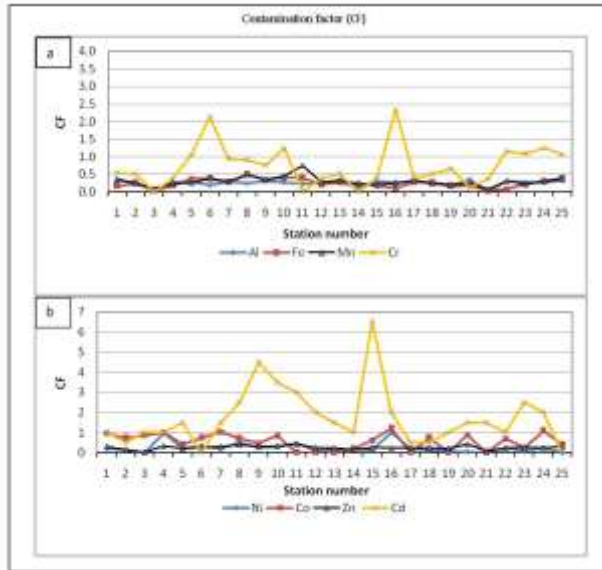 Contamination factor (CF)
a
4.0
3.5
3.0
2.5
2.0
1.5
1.0
0.5
0.0
CF
1 2 3 4 5 6 7 8 9 10 11 12 13 14 15 16 17 18 19 20 21 22 23 24 25
Station number
Al Fe Mn Cr
b
7
6
5
4
3
2
1
0
CF
1 2 3 4 5 6 7 8 9 10 11 12 13 14 15 16 17 18 19 20 21 22 23 24 25
Station number
Ni Co Zn Cd